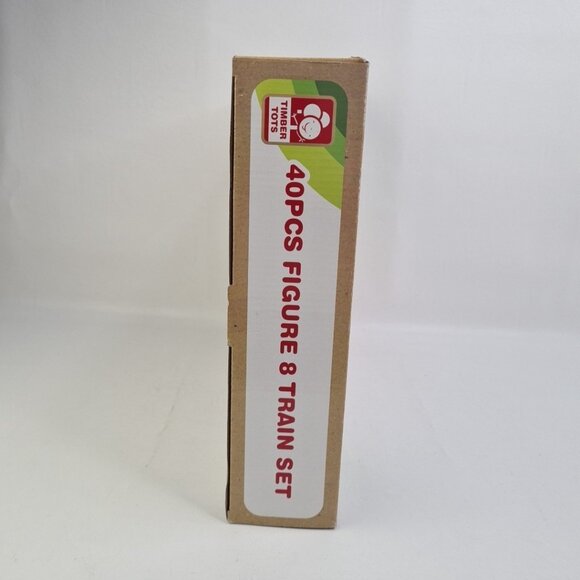 TIMBER
TOTS
40PCS FIGURE 8 TRAIN SET